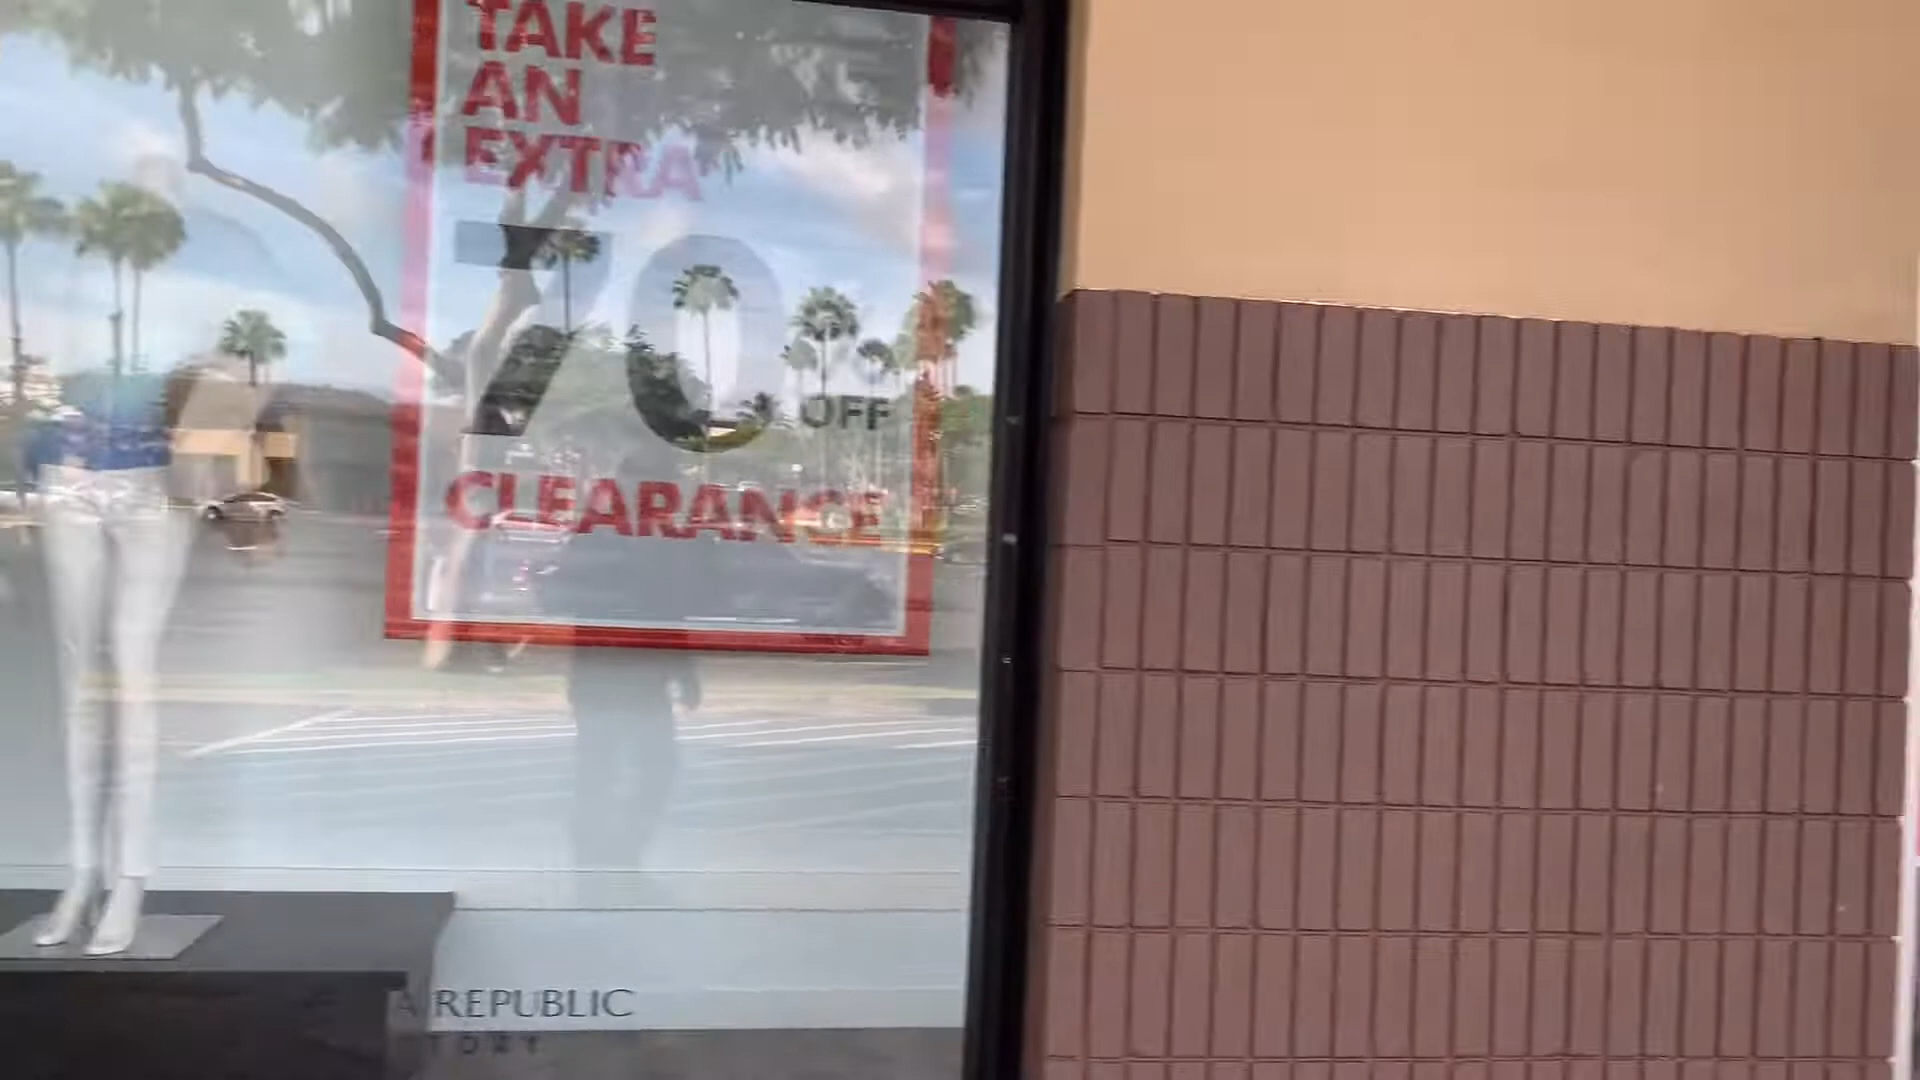 TAKE
AN
EXTRA
70 OFF
CLEARANCE
A REPUBLIC